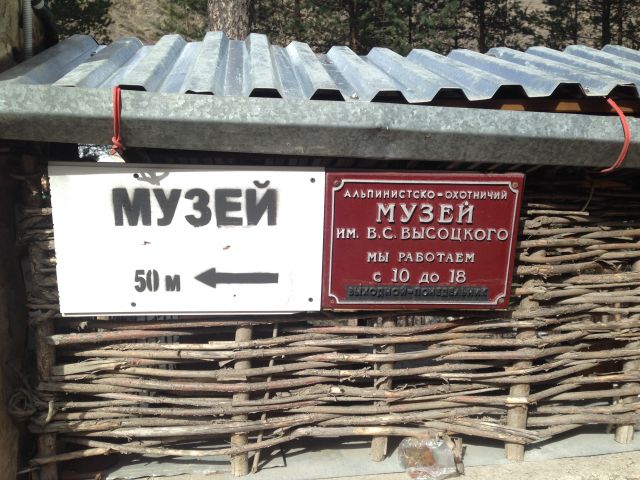 МУЗЕЙ
50 м
АЛЬПИНИСТСКО-ОХОТНИЧИЙ
МУЗЕЙ
ИМ. В.С. ВЫСОЦКОГО
МЫ РАБОТАЕМ
С 10 ДО 18
ВЫХОДНОЙ-ПОНЕДЕЛЬНИК